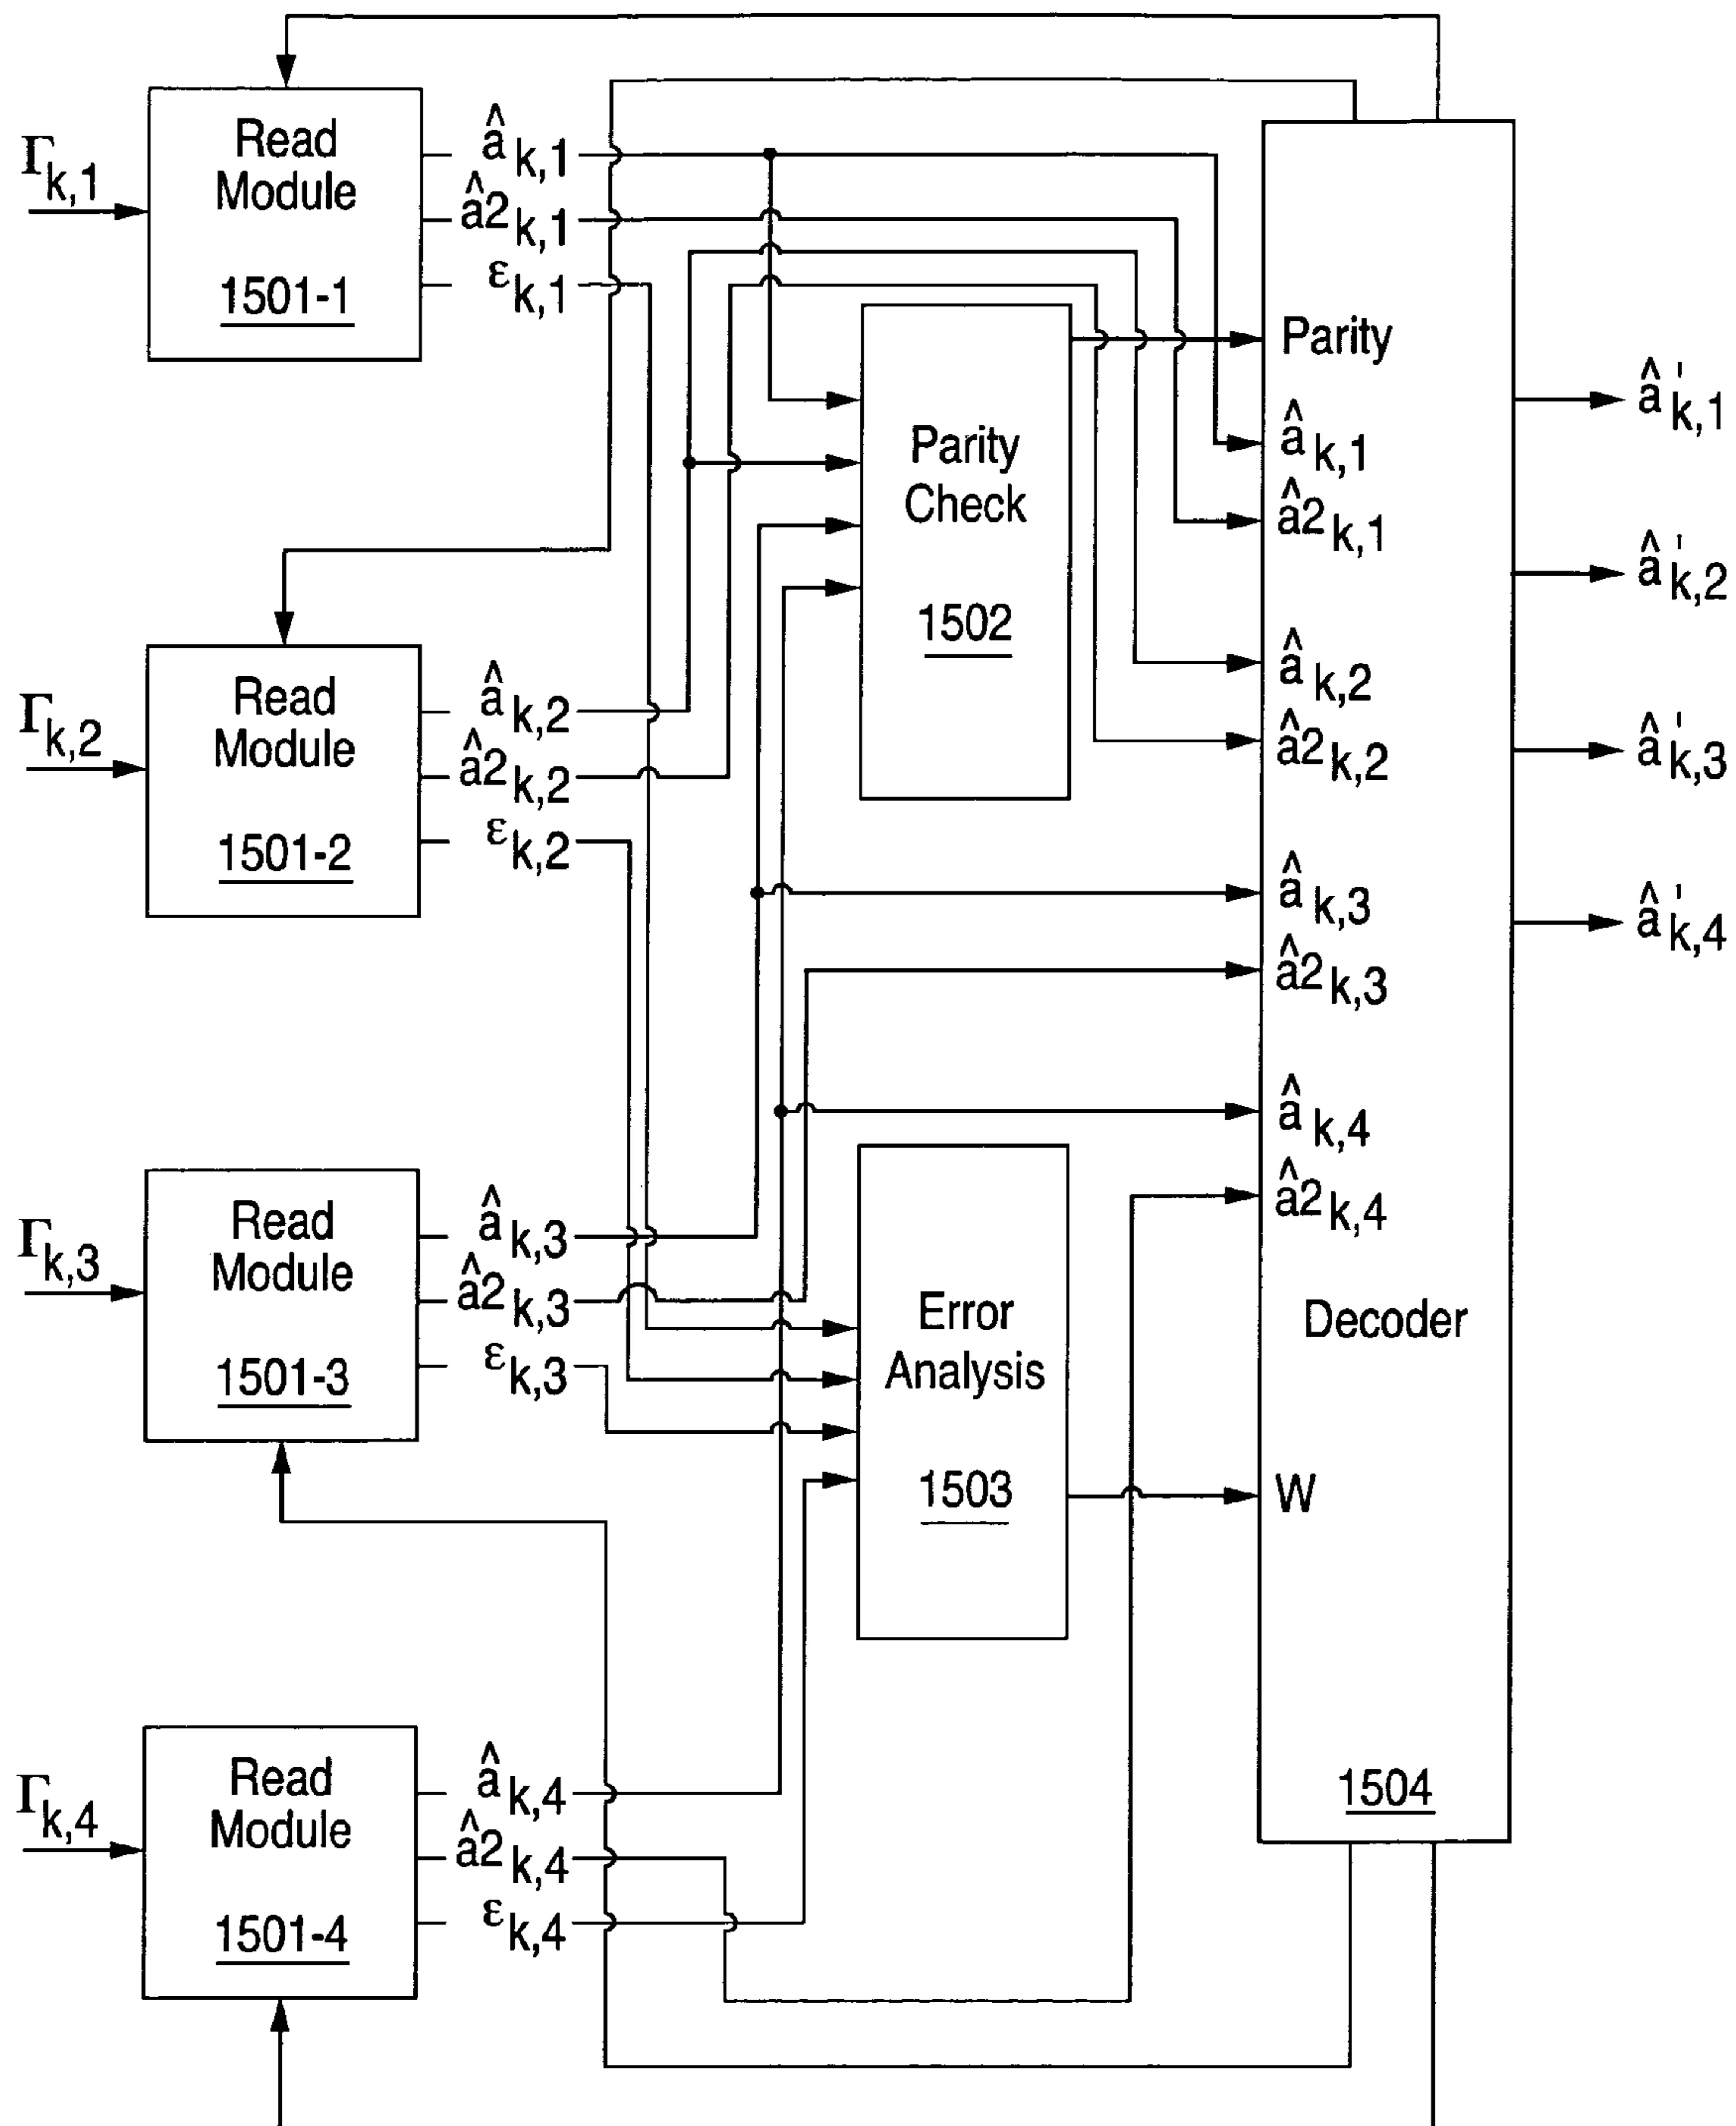 Γk,1
Read
Module
1501-1
âk,1
â2k,1
εk,1
Γk,2
Read
Module
1501-2
âk,2
â2k,2
εk,2
Γk,3
Read
Module
1501-3
âk,3
â2k,3
εk,3
Γk,4
Read
Module
1501-4
âk,4
â2k,4
εk,4
Parity
Check
1502
Error
Analysis
1503
Parity
âk,1
â2k,1
âk,2
â2k,2
âk,3
â2k,3
âk,4
â2k,4
Decoder
W
1504
â'k,1
â'k,2
â'k,3
â'k,4